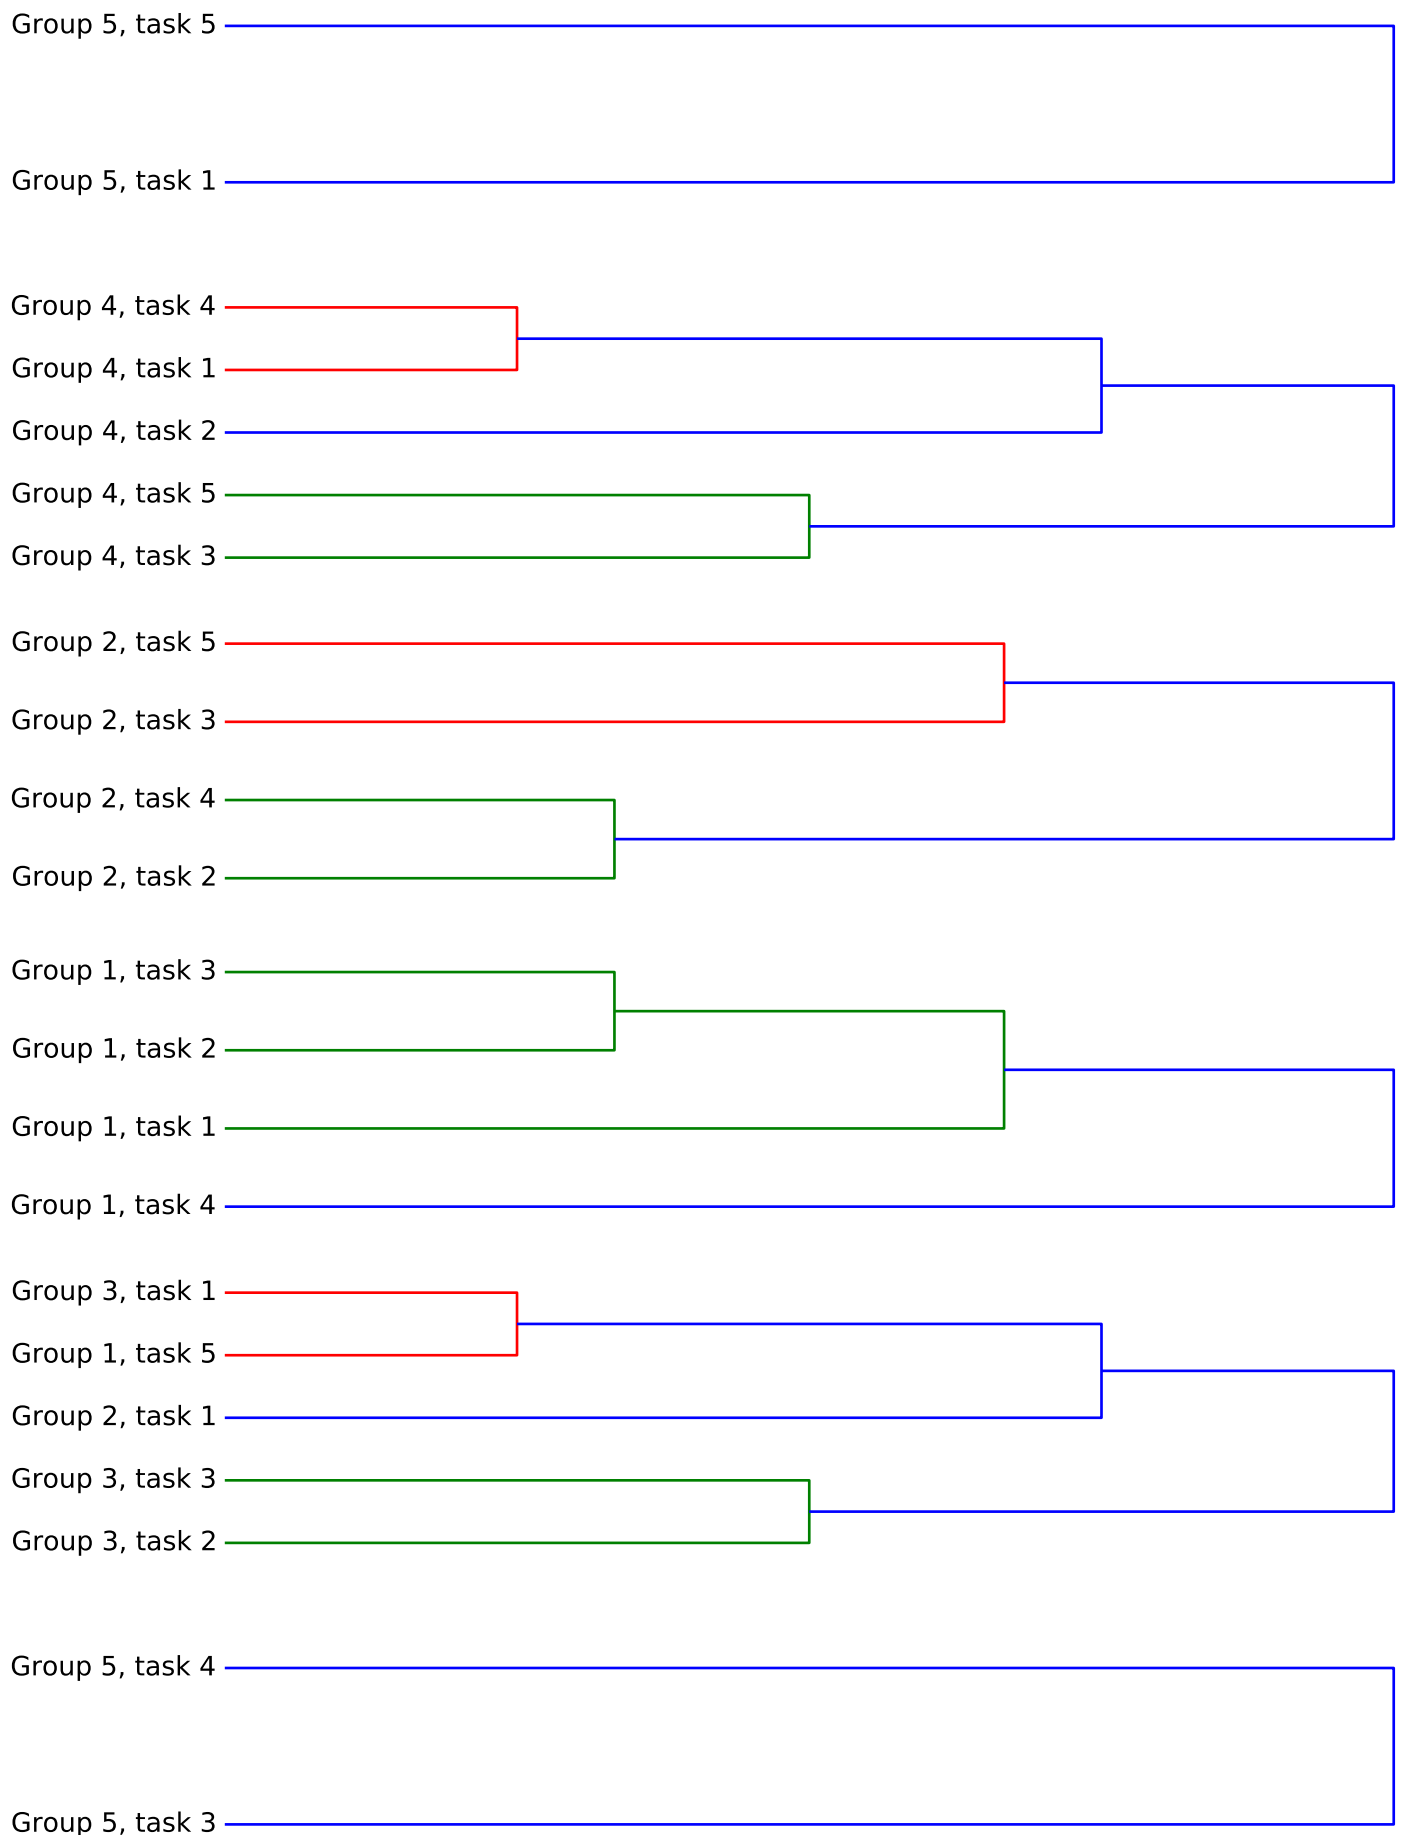 Group 5, task 5
Group 5, task 1
Group 4, task 4
Group 4, task 1
Group 4, task 2
Group 4, task 5
Group 4, task 3
Group 2, task 5
Group 2, task 3
Group 2, task 4
Group 2, task 2
Group 1, task 3
Group 1, task 2
Group 1, task 1
Group 1, task 4
Group 3, task 1
Group 1, task 5
Group 2, task 1
Group 3, task 3
Group 3, task 2
Group 5, task 4
Group 5, task 3